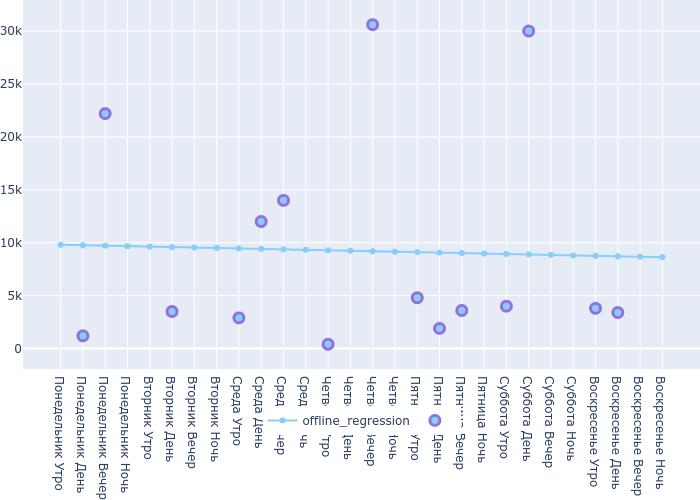 30k
25k
20k
15k
10k
5k
0
Понедельник Утро
Понедельник День
Понедельник Вечер
Понедельник Ночь
Вторник Утро
Вторник День
Вторник Вечер
Вторник Ночь
Среда Утро
Среда День
Суббота Утро
Суббота День
Суббота Вечер
Суббота Ночь
Пятница Ночь
Воскресенье Утро
Воскресенье День
Воскресенье Вечер
Воскресенье Ночь
offline_regression